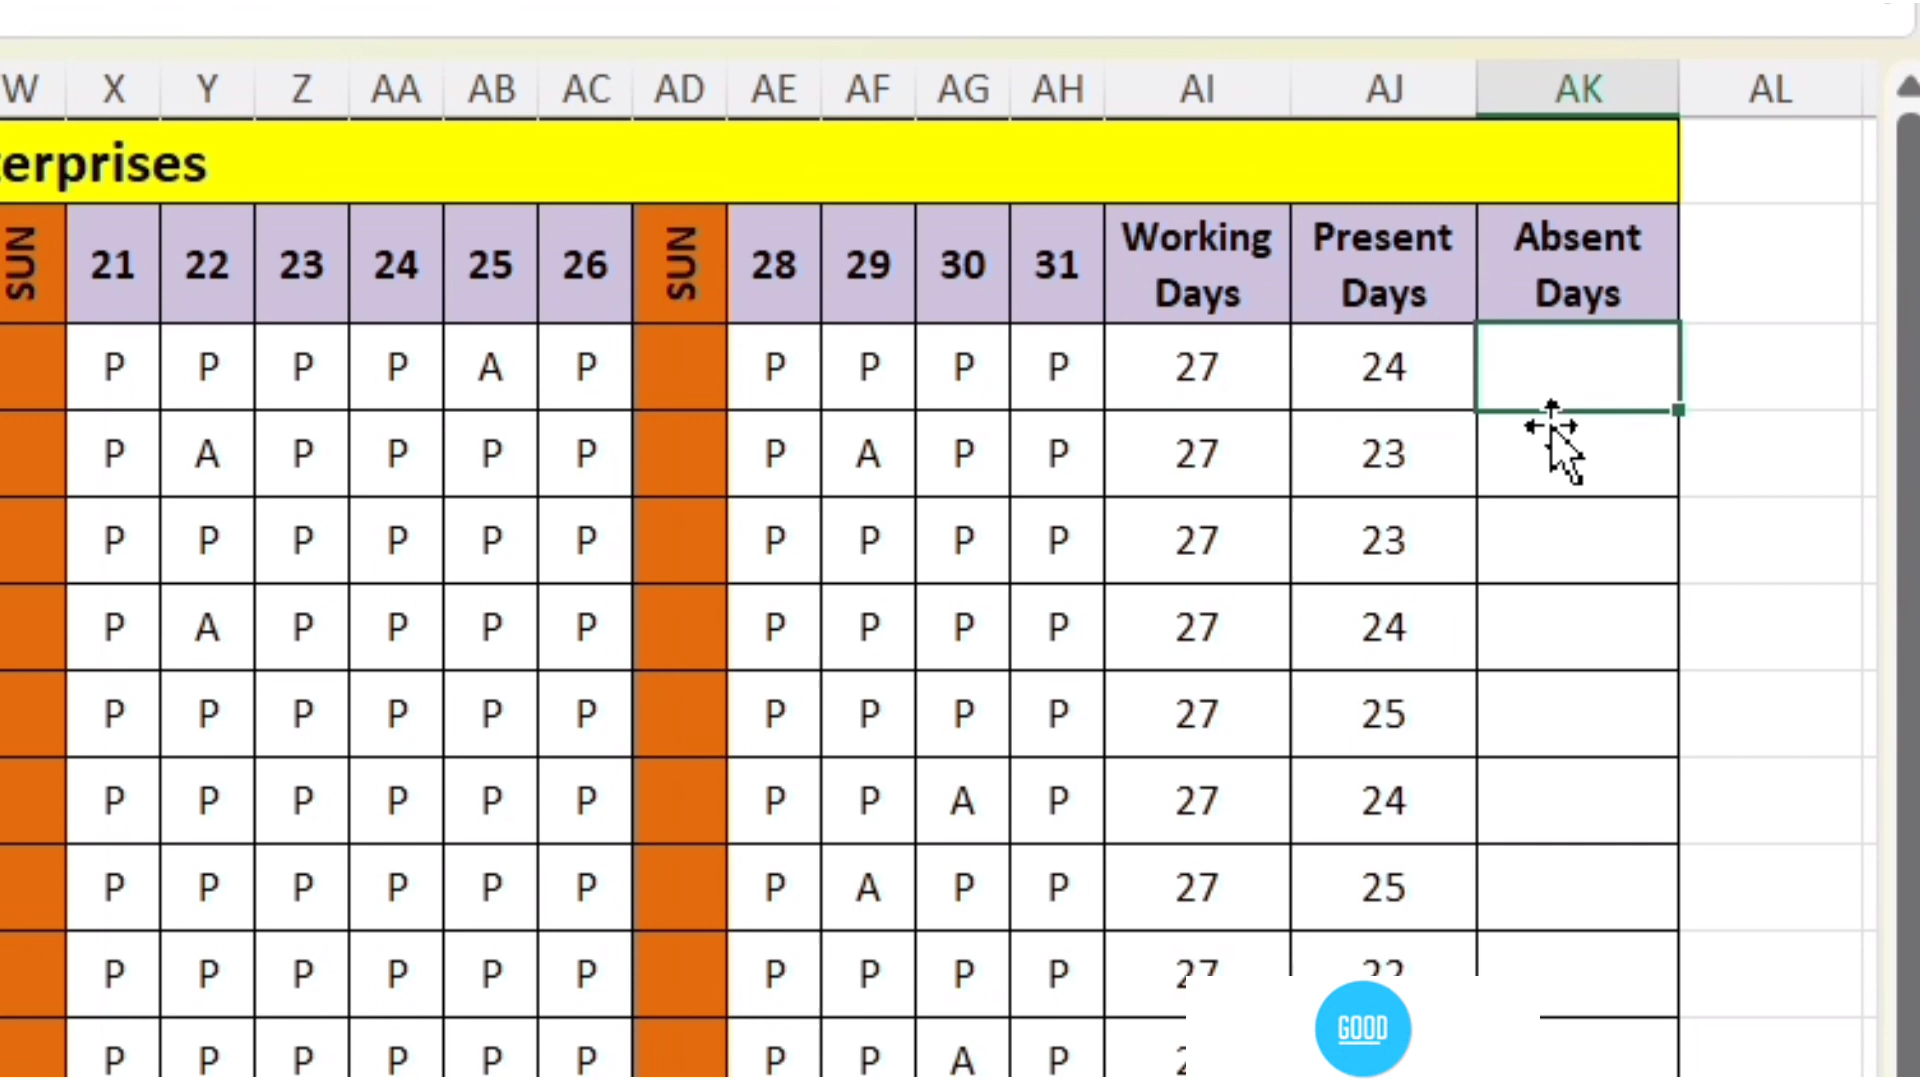 W X Y Z AA AB AC AD AE AF AG AH AI AJ AK AL
erprises
SUN 21 22 23 24 25 26 SUN 28 29 30 31 Working Days Present Days Absent Days
P P P P A P P P P P 27 24
P A P P P P P A P P 27 23
P P P P P P P P P P 27 23
P A P P P P P P P P 27 24
P P P P P P P P P P 27 25
P P P P P P P P A P 27 24
P P P P P P P A P P 27 25
P P P P P P P P P P 27 22
P P P P P P P P A P
GOOD